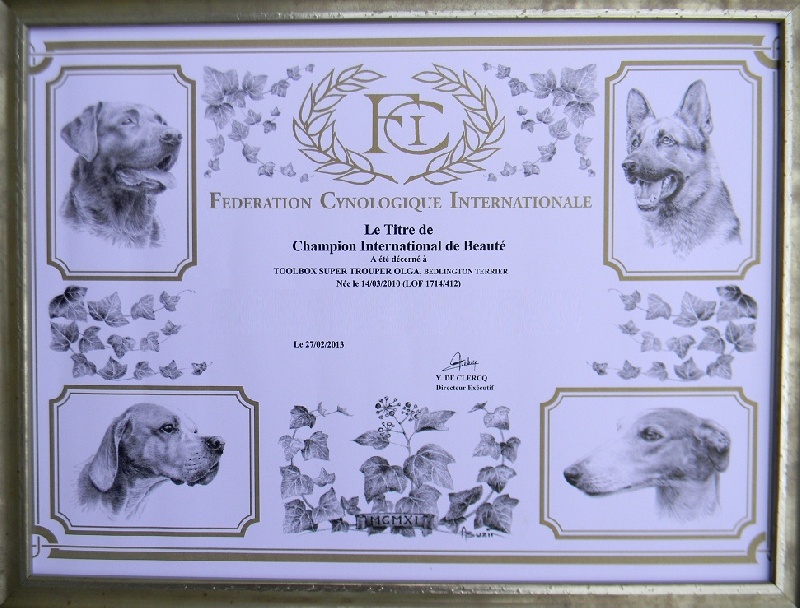 FCI
FEDERATION CYNOLOGIQUE INTERNATIONALE
Le Titre de
Champion International de Beauté
A été décerné à
TOOLBOX SUPER TROUPER OLGA, BEDLINGTON TERRIER
Née le 14/03/2010 (LOF 1714/412)
Le 27/02/2013
Y. DE CLERCQ
Directeur Exécutif
MCMXI